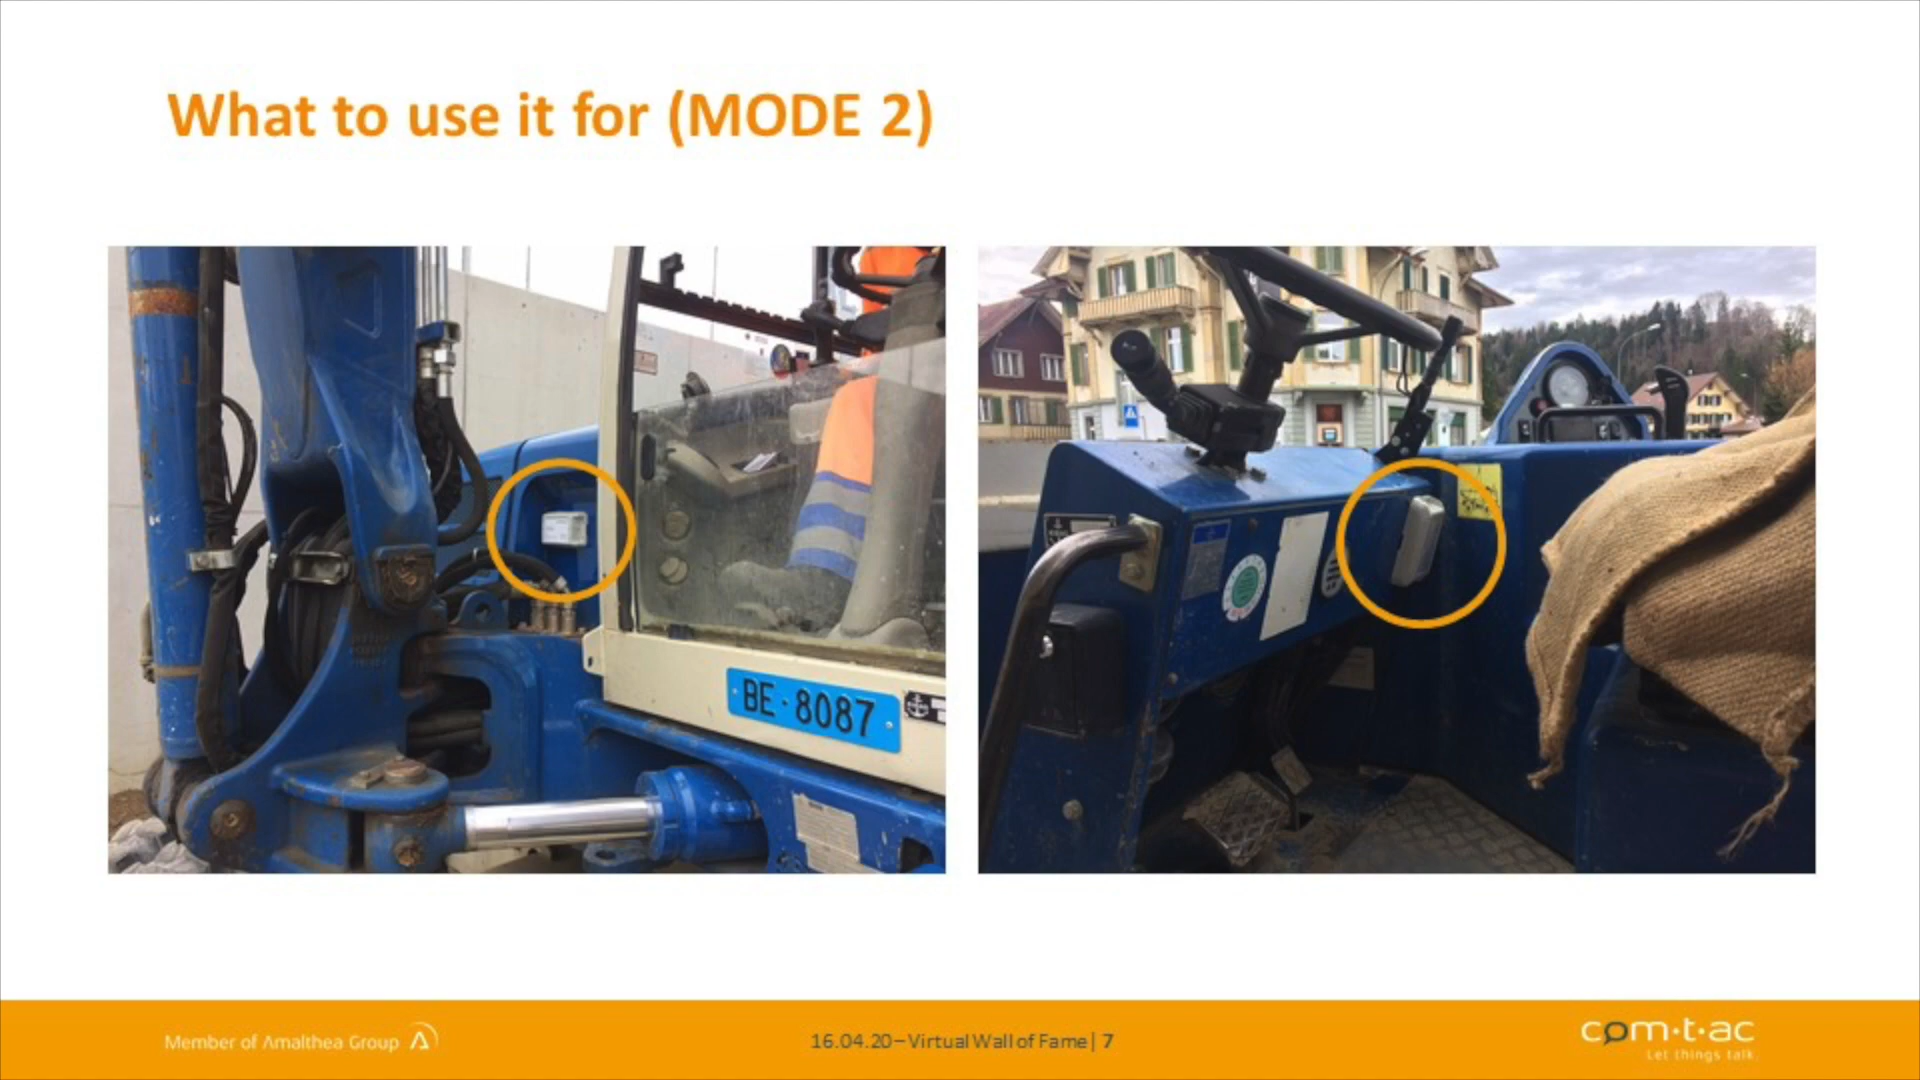 What to use it for (MODE 2)
BE·8087
Member of Amalthea Group
16.04.20 – Virtual Wall of Fame | 7
com·t·ac
Let things talk